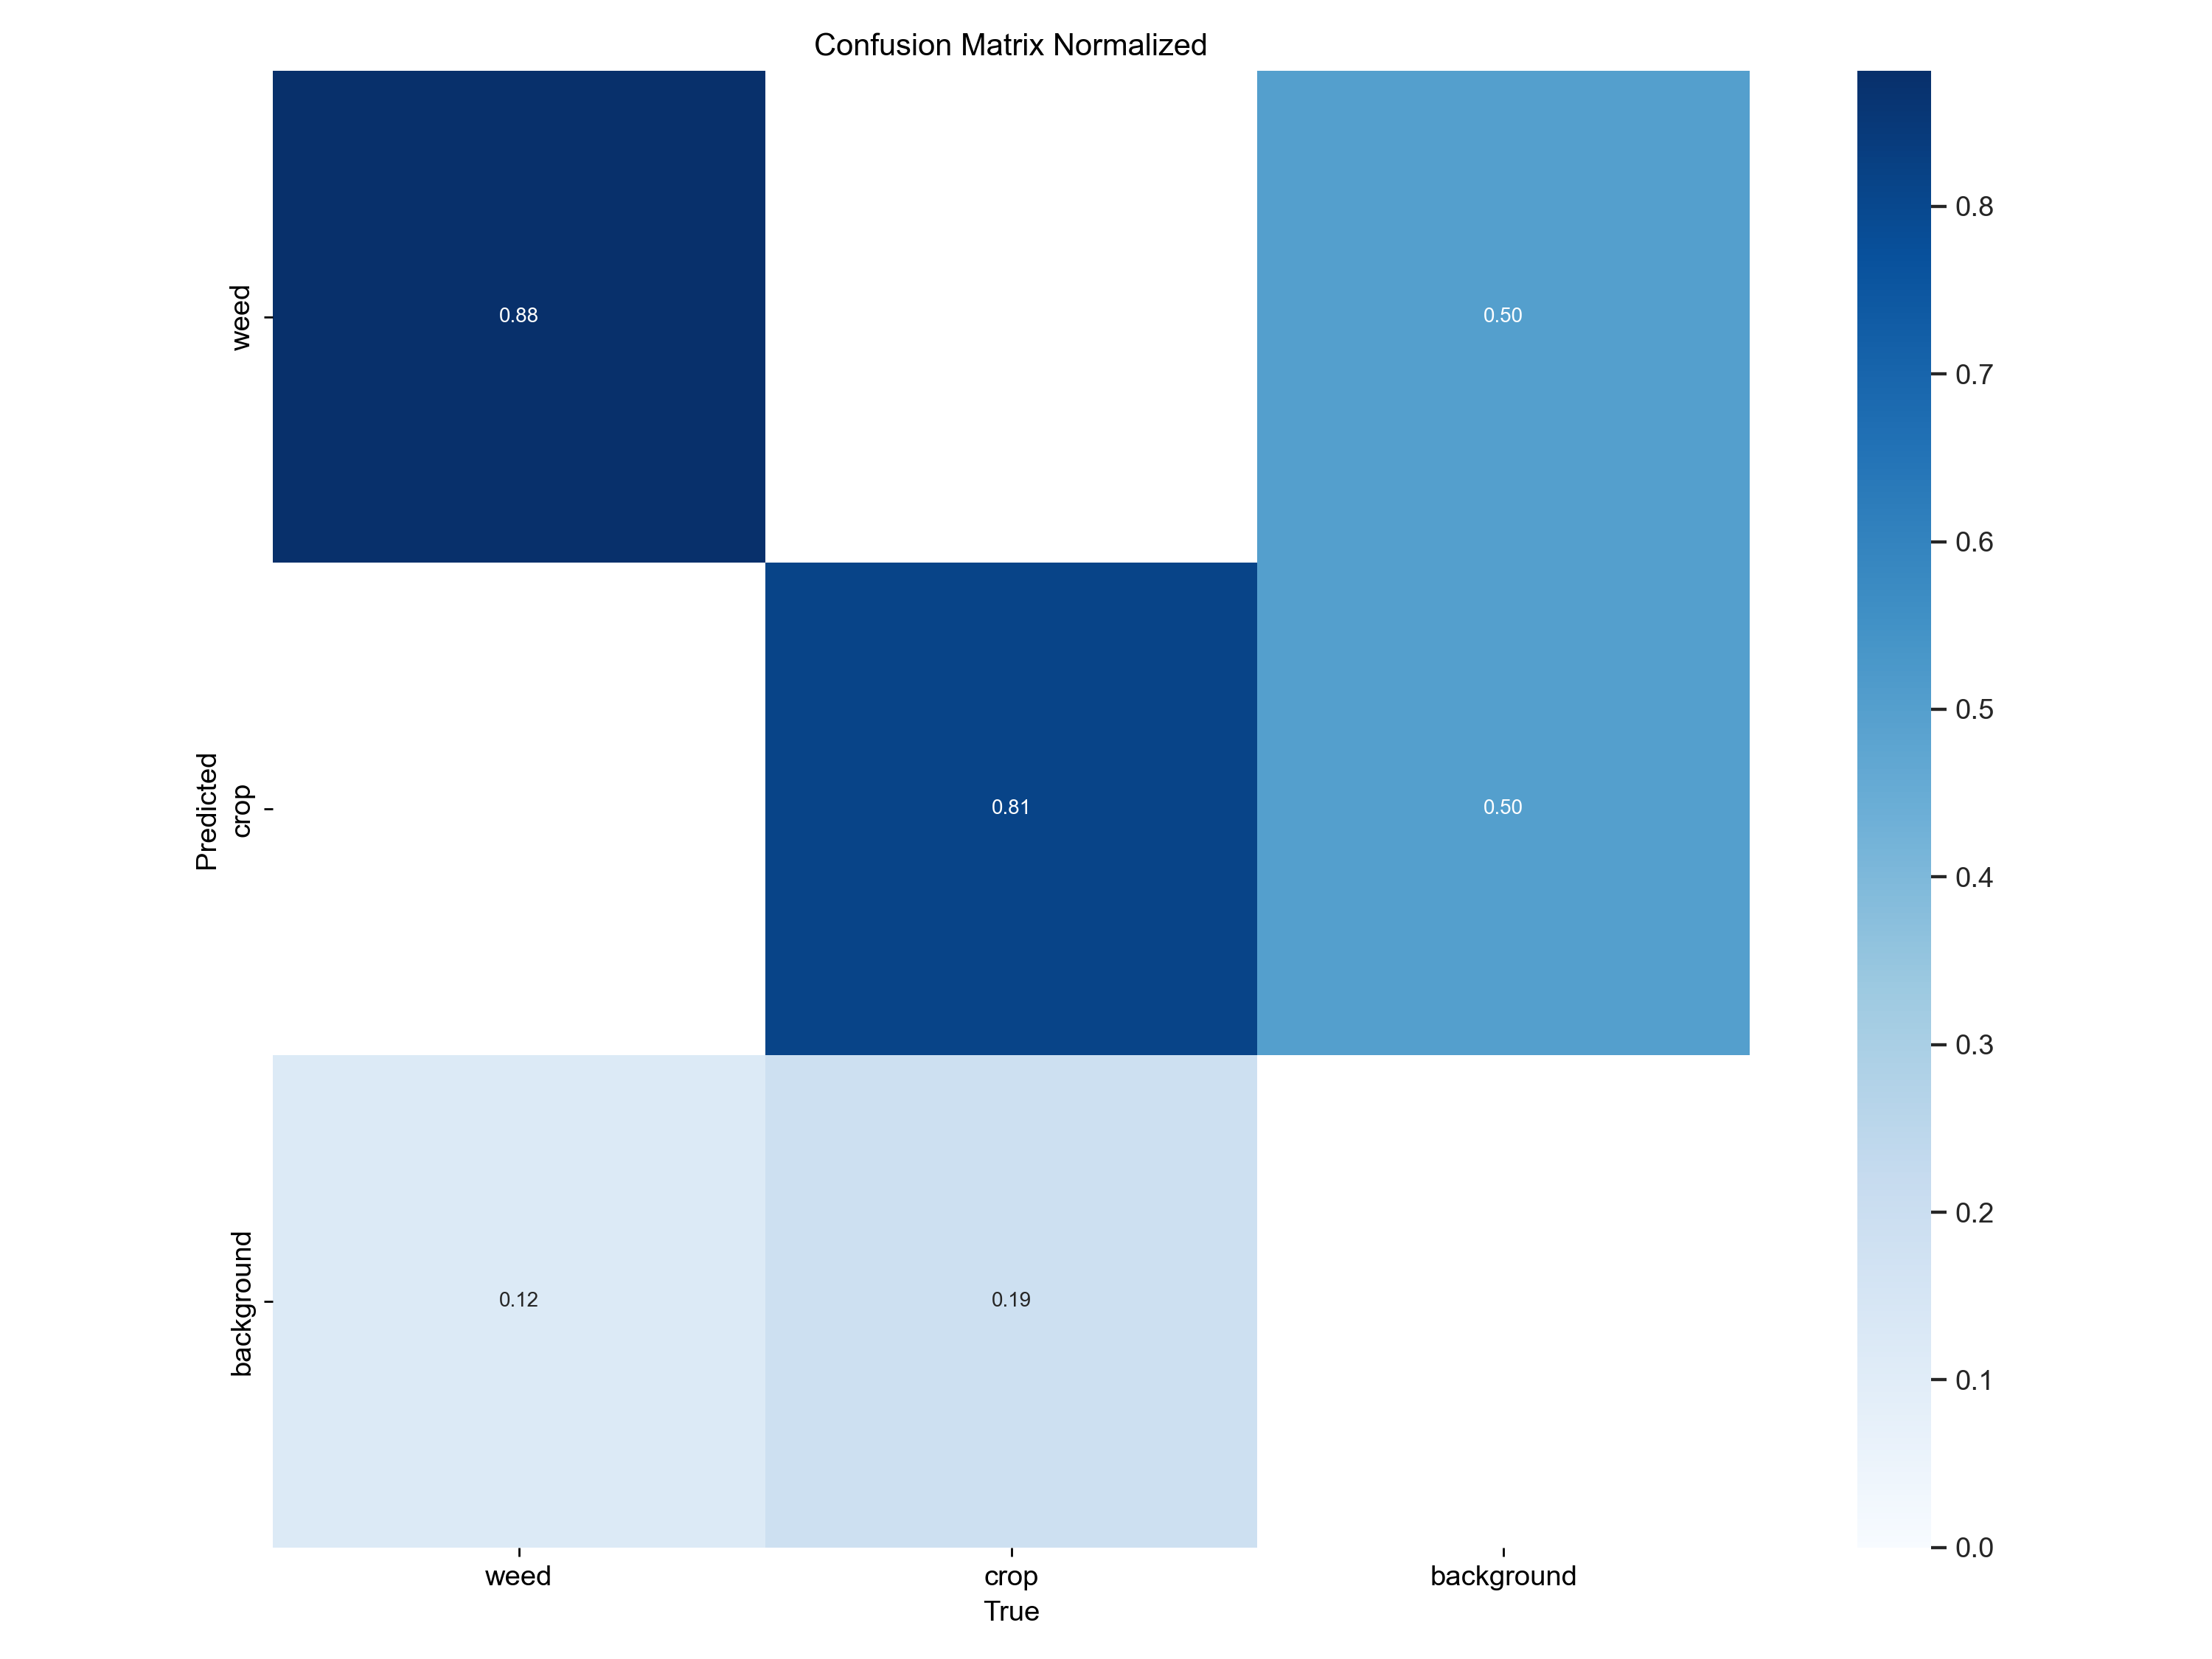 Confusion Matrix Normalized
weed
crop
background
Predicted
0.88
0.50
0.81
0.50
0.12
0.19
weed
crop
background
True
0.8
0.7
0.6
0.5
0.4
0.3
0.2
0.1
0.0